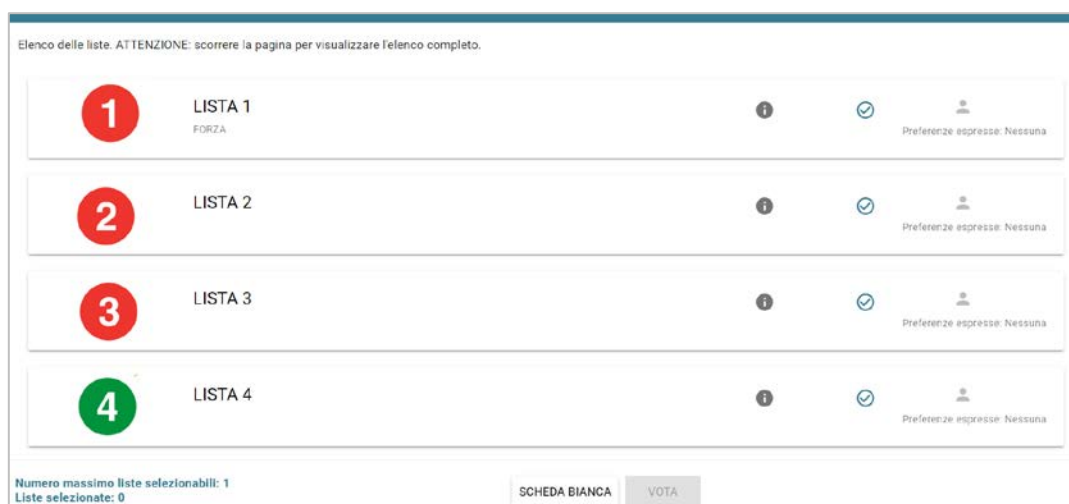 Elenco delle liste. ATTENZIONE: scorrere la pagina per visualizzare l'elenco completo.
1
LISTA 1
FORZA
Preferenze espresse: Nessuna
2
LISTA 2
Preferenze espresse: Nessuna
3
LISTA 3
Preferenze espresse: Nessuna
4
LISTA 4
Preferenze espresse: Nessuna
Numero massimo liste selezionabili: 1
Liste selezionate: 0
SCHEDA BIANCA
VOTA